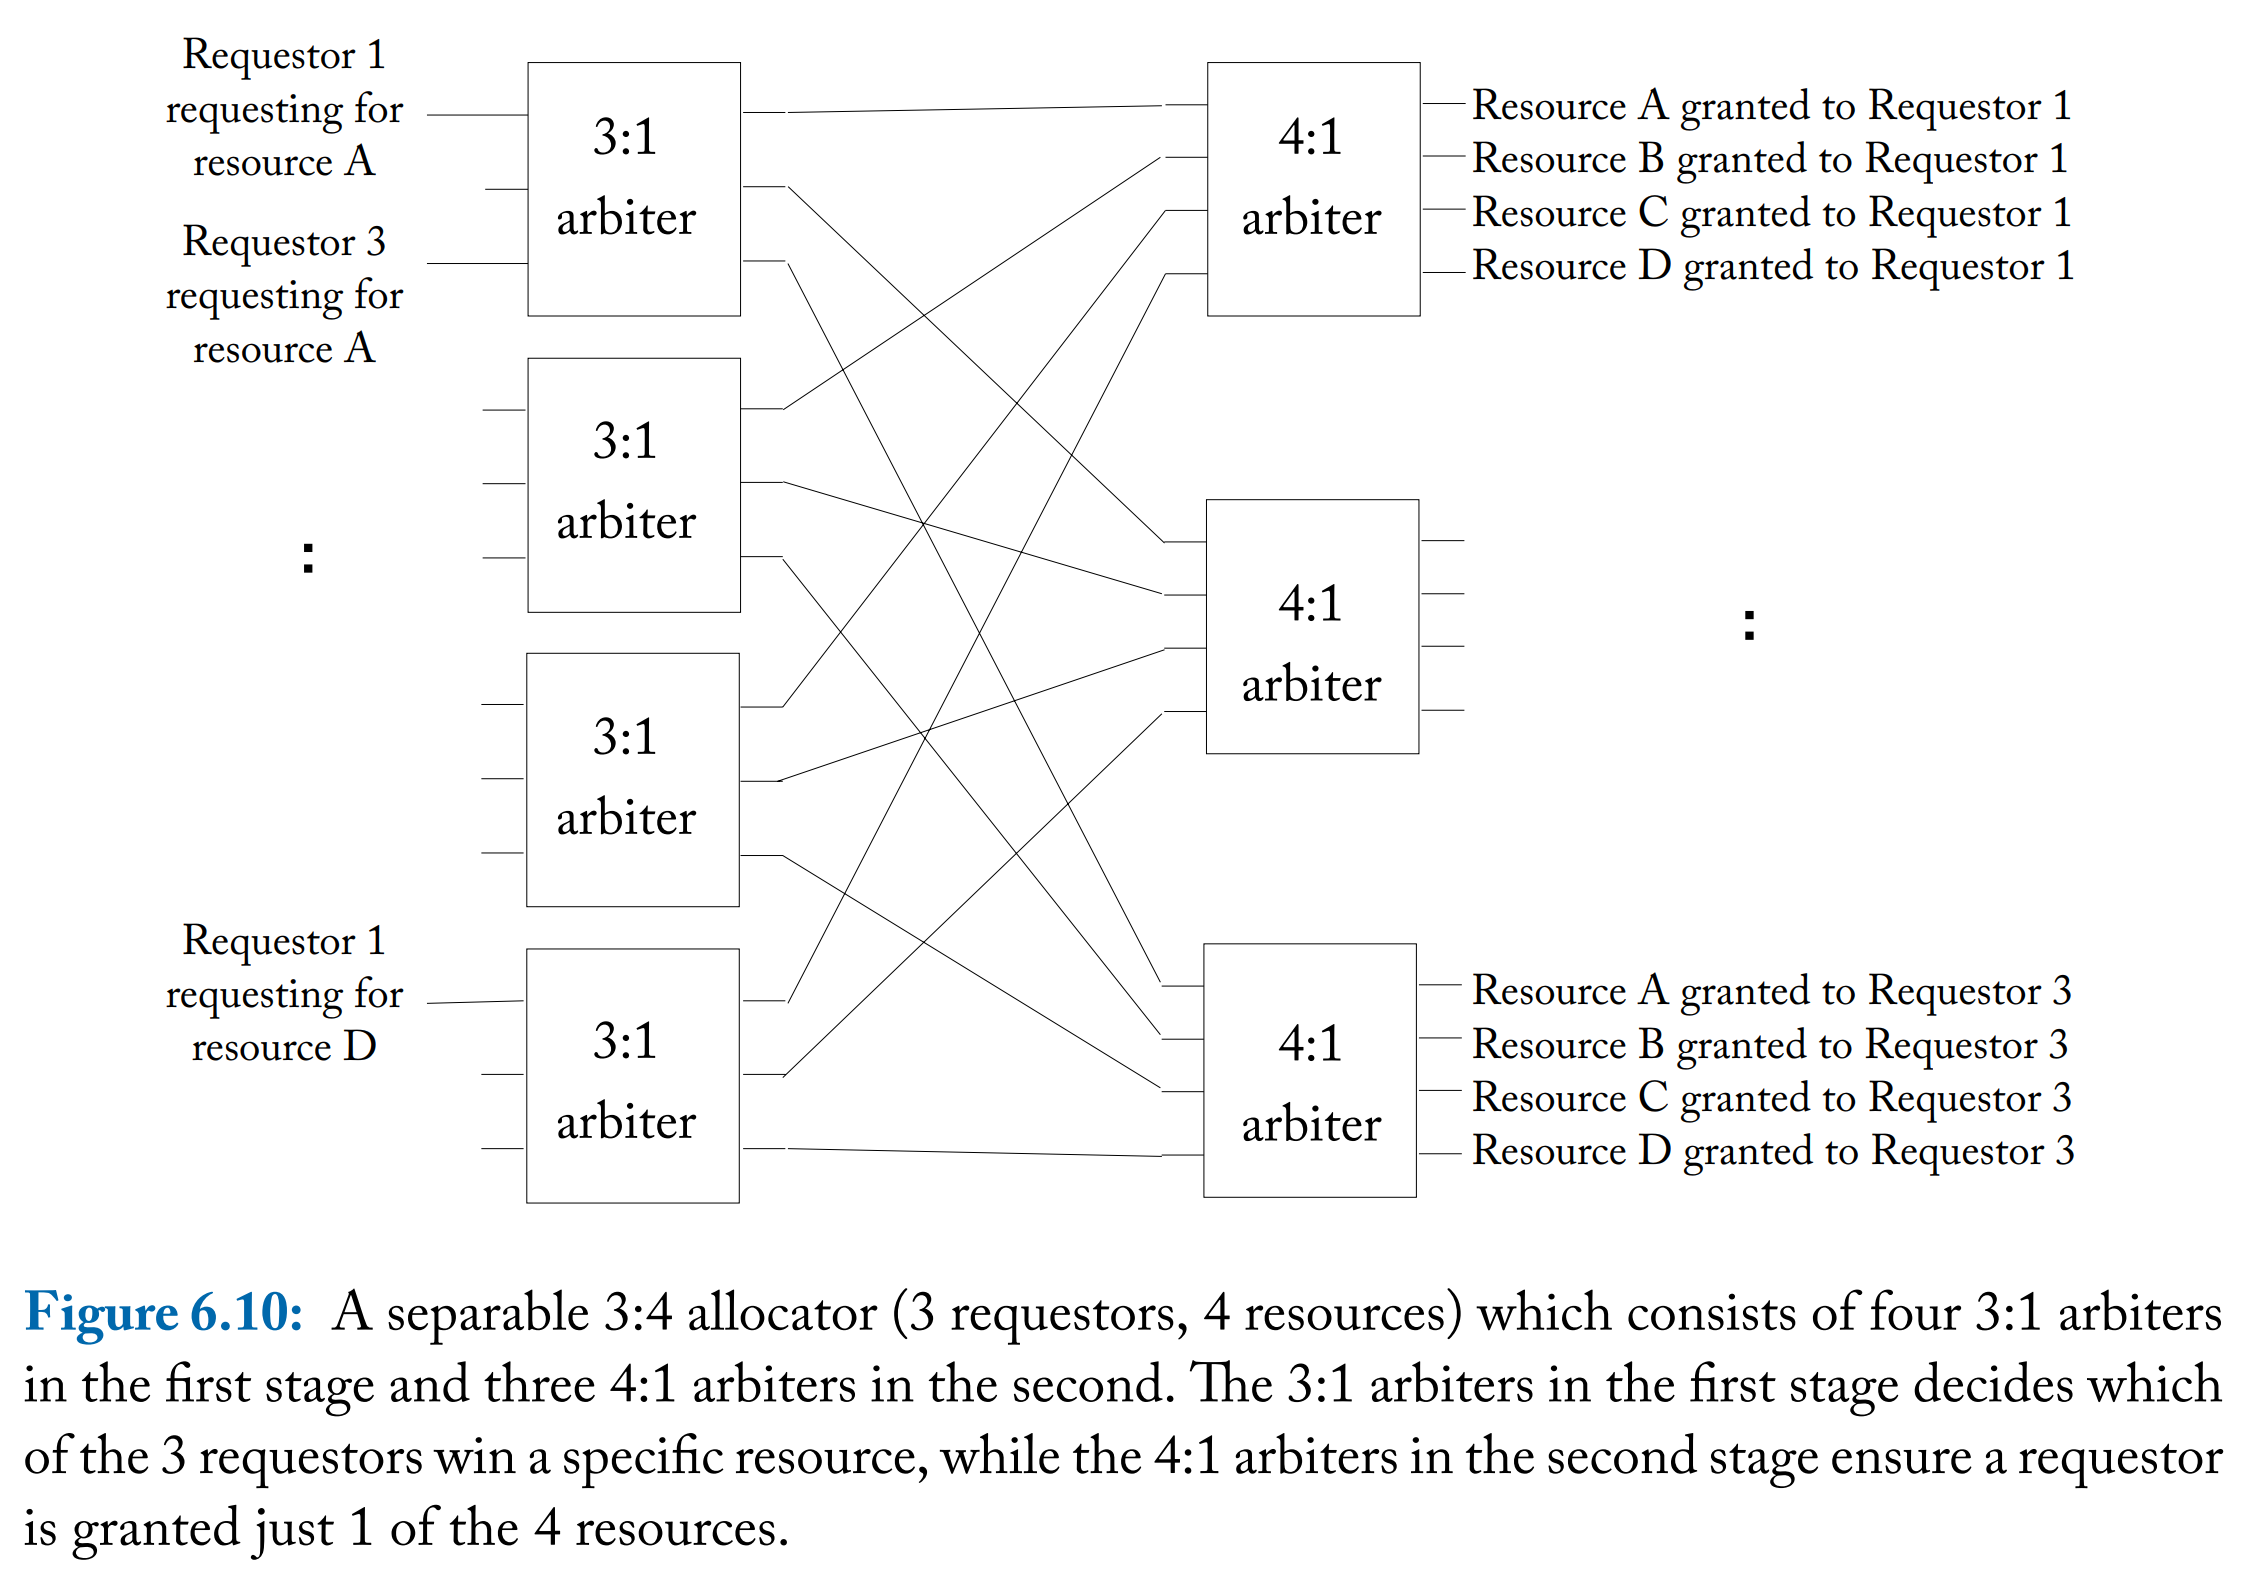 Requestor 1
requesting for
resource A
Requestor 3
requesting for
resource A
:
Requestor 1
requesting for
resource D
3:1
arbiter
3:1
arbiter
3:1
arbiter
3:1
arbiter
4:1
arbiter
4:1
arbiter
4:1
arbiter
Resource A granted to Requestor 1
Resource B granted to Requestor 1
Resource C granted to Requestor 1
Resource D granted to Requestor 1
:
Resource A granted to Requestor 3
Resource B granted to Requestor 3
Resource C granted to Requestor 3
Resource D granted to Requestor 3
Figure 6.10: A separable 3:4 allocator (3 requestors, 4 resources) which consists of four 3:1 arbiters
in the first stage and three 4:1 arbiters in the second. The 3:1 arbiters in the first stage decides which
of the 3 requestors win a specific resource, while the 4:1 arbiters in the second stage ensure a requestor
is granted just 1 of the 4 resources.